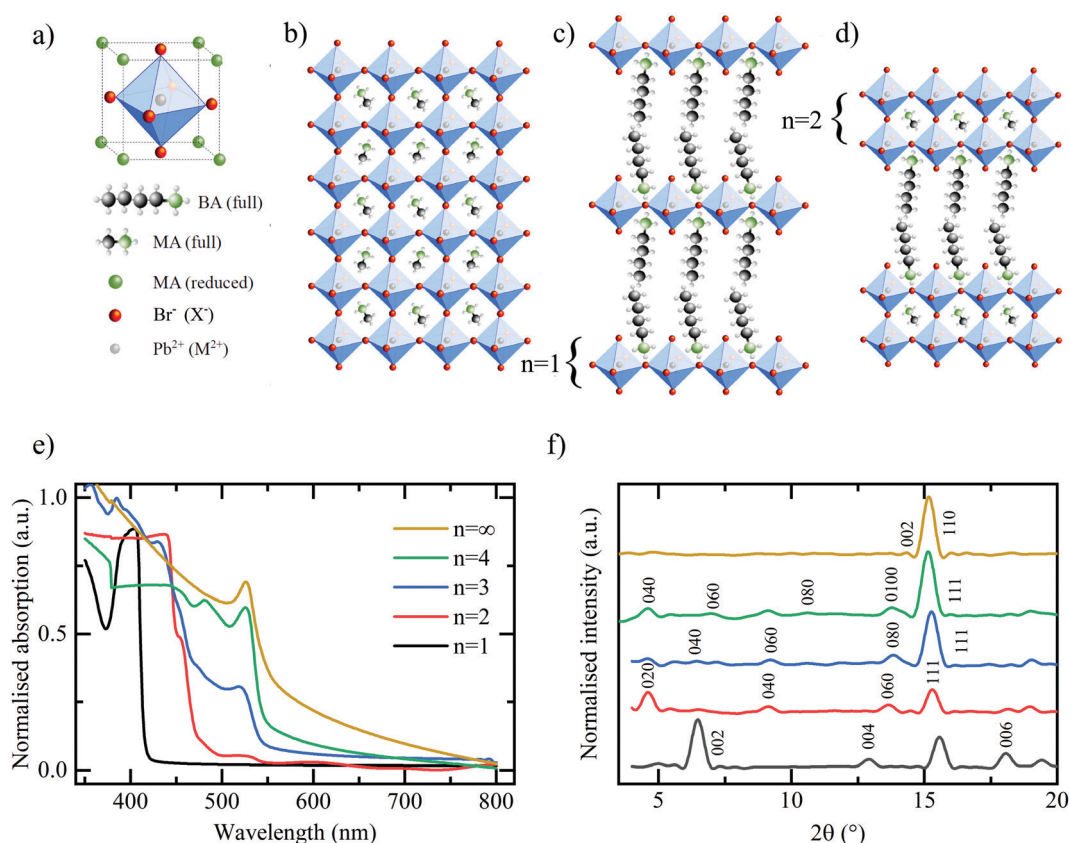 a)
BA (full)
MA (full)
MA (reduced)
Br⁻ (X⁻)
Pb²⁺ (M²⁺)
b)
c)
n=1 {
d)
n=2 {
e)
Normalised absorption (a.u.)
1.0
0.5
0.0
n=∞
n=4
n=3
n=2
n=1
400
500
600
700
800
Wavelength (nm)
f)
Normalised intensity (a.u.)
002
110
040
060
080
0100
111
040
060
080
111
020
040
060
111
002
004
006
5
10
15
20
2θ (°)